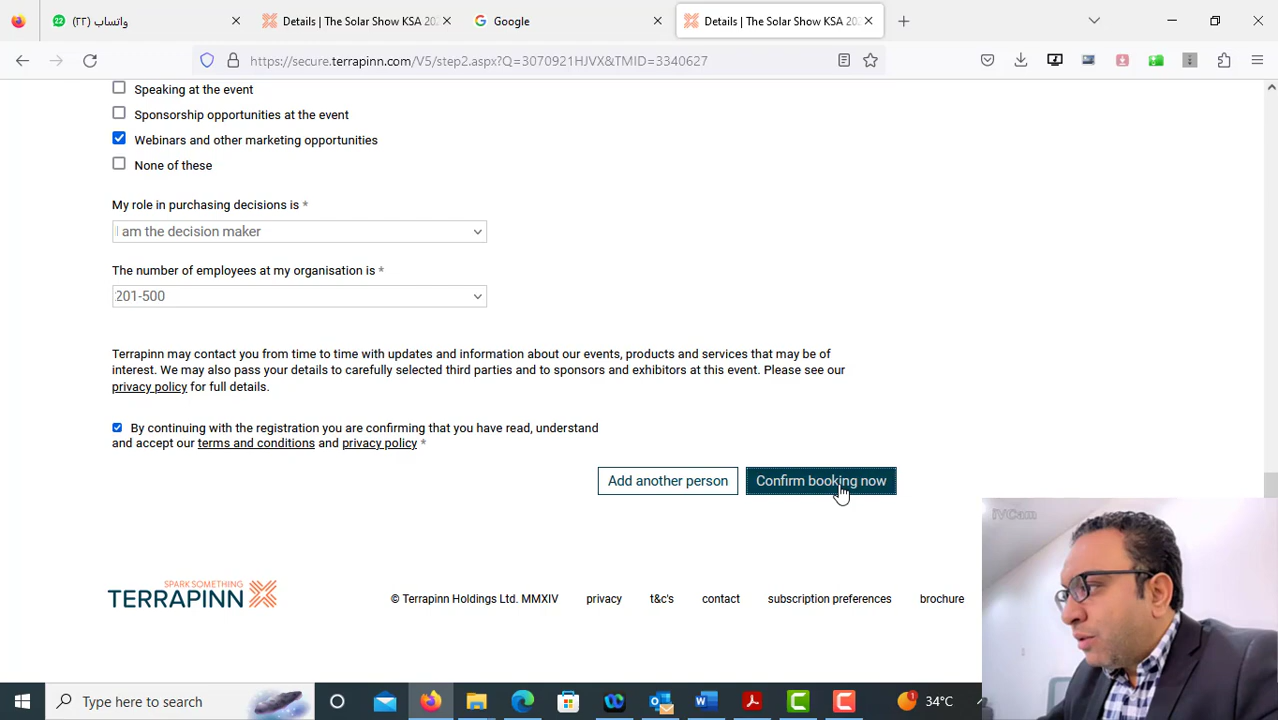 واتساب (٢٢)
Details | The Solar Show KSA 202
Google
Details | The Solar Show KSA 202
https://secure.terrapinn.com/V5/step2.aspx?Q=3070921HJVX&TMID=3340627
Speaking at the event
Sponsorship opportunities at the event
Webinars and other marketing opportunities
None of these
My role in purchasing decisions is *
I am the decision maker
The number of employees at my organisation is *
201-500
Terrapinn may contact you from time to time with updates and information about our events, products and services that may be of
interest. We may also pass your details to carefully selected third parties and to sponsors and exhibitors at this event. Please see our
privacy policy for full details.
By continuing with the registration you are confirming that you have read, understand
and accept our terms and conditions and privacy policy *
Add another person Confirm booking now
iVCam
SPARK SOMETHING
TERRAPINN
© Terrapinn Holdings Ltd. MMXIV privacy t&c's contact subscription preferences brochure
Type here to search
1 34°C